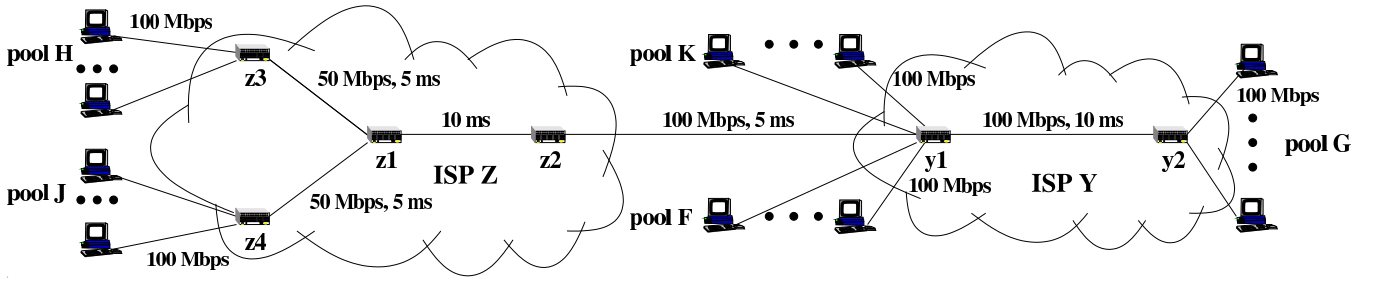 100 Mbps
pool H
z3
50 Mbps, 5 ms
10 ms
z1
z2
ISP Z
pool J
50 Mbps, 5 ms
z4
100 Mbps
100 Mbps, 5 ms
pool K
100 Mbps
100 Mbps, 10 ms
y1
y2
ISP Y
100 Mbps
pool F
100 Mbps
pool G